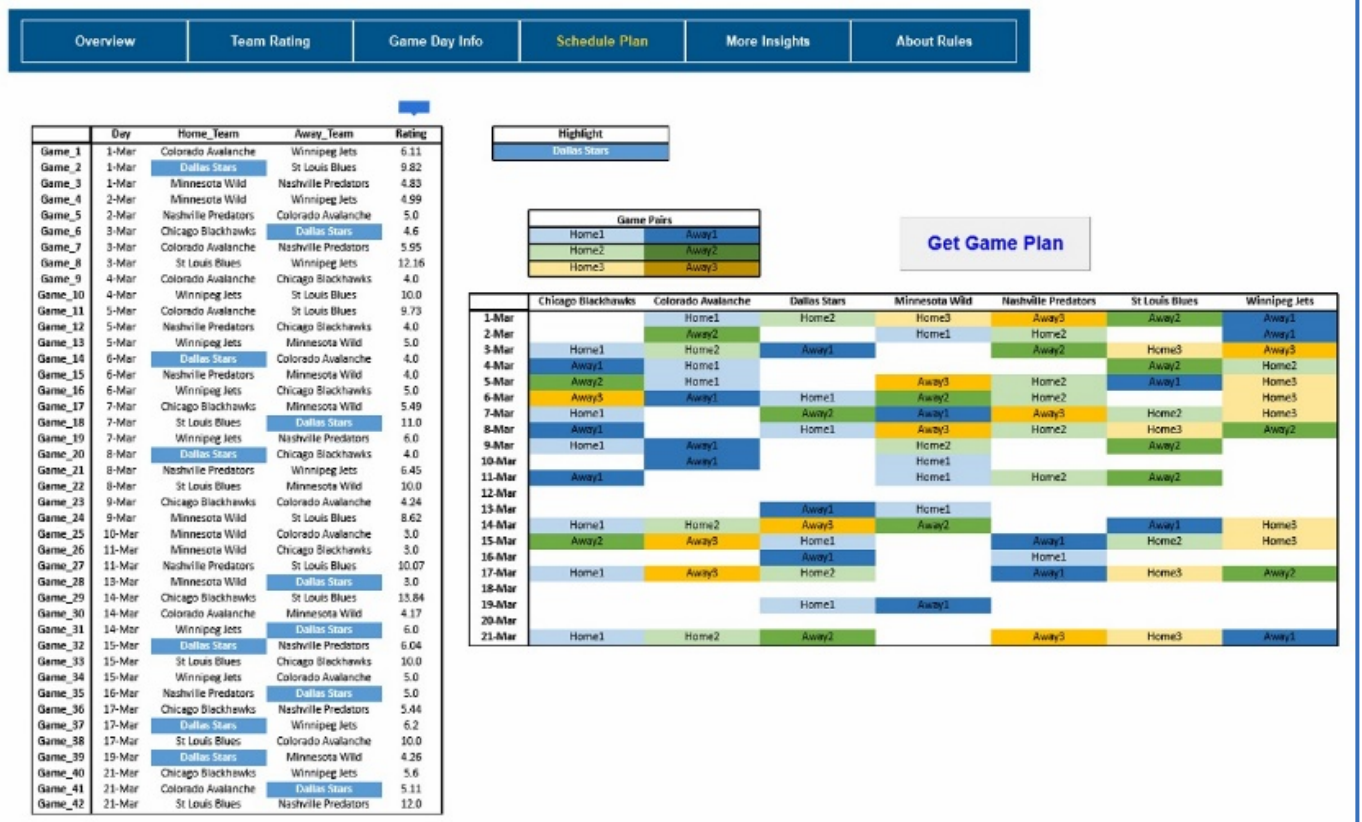 Overview Team Rating Game Day Info Schedule Plan More Insights About Rules
Day Home_Team Away_Team Rating
Game_1 1-Mar Colorado Avalanche Winnipeg Jets 6.11
Game_2 1-Mar Dallas Stars St Louis Blues 9.82
Game_3 1-Mar Minnesota Wild Nashville Predators 4.83
Game_4 2-Mar Minnesota Wild Winnipeg Jets 4.99
Game_5 2-Mar Nashville Predators Colorado Avalanche 5.0
Game_6 3-Mar Chicago Blackhawks Dallas Stars 4.6
Game_7 3-Mar Colorado Avalanche Nashville Predators 5.95
Game_8 3-Mar St Louis Blues Winnipeg Jets 12.16
Game_9 4-Mar Colorado Avalanche Chicago Blackhawks 4.0
Game_10 4-Mar Winnipeg Jets St Louis Blues 10.0
Game_11 5-Mar Colorado Avalanche St Louis Blues 9.73
Game_12 5-Mar Nashville Predators Chicago Blackhawks 4.0
Game_13 5-Mar Winnipeg Jets Minnesota Wild 5.0
Game_14 6-Mar Dallas Stars Colorado Avalanche 4.0
Game_15 6-Mar Nashville Predators Minnesota Wild 4.0
Game_16 6-Mar Winnipeg Jets Chicago Blackhawks 5.0
Game_17 7-Mar Chicago Blackhawks Minnesota Wild 5.49
Game_18 7-Mar St Louis Blues Dallas Stars 11.0
Game_19 7-Mar Winnipeg Jets Nashville Predators 6.0
Game_20 8-Mar Dallas Stars Chicago Blackhawks 4.0
Game_21 8-Mar Nashville Predators Winnipeg Jets 6.45
Game_22 8-Mar St Louis Blues Minnesota Wild 10.0
Game_23 9-Mar Chicago Blackhawks Colorado Avalanche 4.24
Game_24 9-Mar Minnesota Wild St Louis Blues 8.62
Game_25 10-Mar Minnesota Wild Colorado Avalanche 3.0
Game_26 11-Mar Minnesota Wild Chicago Blackhawks 3.0
Game_27 11-Mar Nashville Predators St Louis Blues 10.07
Game_28 13-Mar Minnesota Wild Dallas Stars 3.0
Game_29 14-Mar Chicago Blackhawks St Louis Blues 13.84
Game_30 14-Mar Colorado Avalanche Minnesota Wild 4.17
Game_31 14-Mar Winnipeg Jets Dallas Stars 6.0
Game_32 15-Mar Dallas Stars Nashville Predators 6.04
Game_33 15-Mar St Louis Blues Chicago Blackhawks 10.0
Game_34 15-Mar Winnipeg Jets Colorado Avalanche 5.0
Game_35 16-Mar Nashville Predators Dallas Stars 5.0
Game_36 17-Mar Chicago Blackhawks Nashville Predators 5.44
Game_37 17-Mar Dallas Stars Winnipeg Jets 6.2
Game_38 17-Mar St Louis Blues Colorado Avalanche 10.0
Game_39 19-Mar Dallas Stars Minnesota Wild 4.26
Game_40 21-Mar Chicago Blackhawks Winnipeg Jets 5.6
Game_41 21-Mar Colorado Avalanche Dallas Stars 5.11
Game_42 21-Mar St Louis Blues Nashville Predators 12.0
Highlight
Dallas Stars
Game Pairs
Home1 Away1
Home2 Away2
Home3 Away3
Get Game Plan
Chicago Blackhawks Colorado Avalanche Dallas Stars Minnesota Wild Nashville Predators St Louis Blues Winnipeg Jets
1-Mar Home1 Home2 Home3 Away3 Away2 Away1
2-Mar Away2 Home1 Home2 Away1
3-Mar Home1 Home2 Away1 Away2 Home3 Away3
4-Mar Away1 Home1 Away2 Home2
5-Mar Away2 Home1 Away3 Home2 Away1 Home3
6-Mar Away3 Away1 Home1 Away2 Home2 Home3
7-Mar Home1 Away2 Away1 Away3 Home2 Home3
8-Mar Away1 Home1 Away3 Home2 Home3 Away2
9-Mar Home1 Away1 Home2 Away2
10-Mar Away1 Home1
11-Mar Away1 Home1 Home2 Away2
12-Mar
13-Mar Away1 Home1
14-Mar Home1 Home2 Away3 Away2 Away1 Home3
15-Mar Away2 Away3 Home1 Away1 Home2 Home3
16-Mar Away1 Home1
17-Mar Home1 Away3 Home2 Away1 Home3 Away2
18-Mar
19-Mar Home1 Away1
20-Mar
21-Mar Home1 Home2 Away2 Away3 Home3 Away1